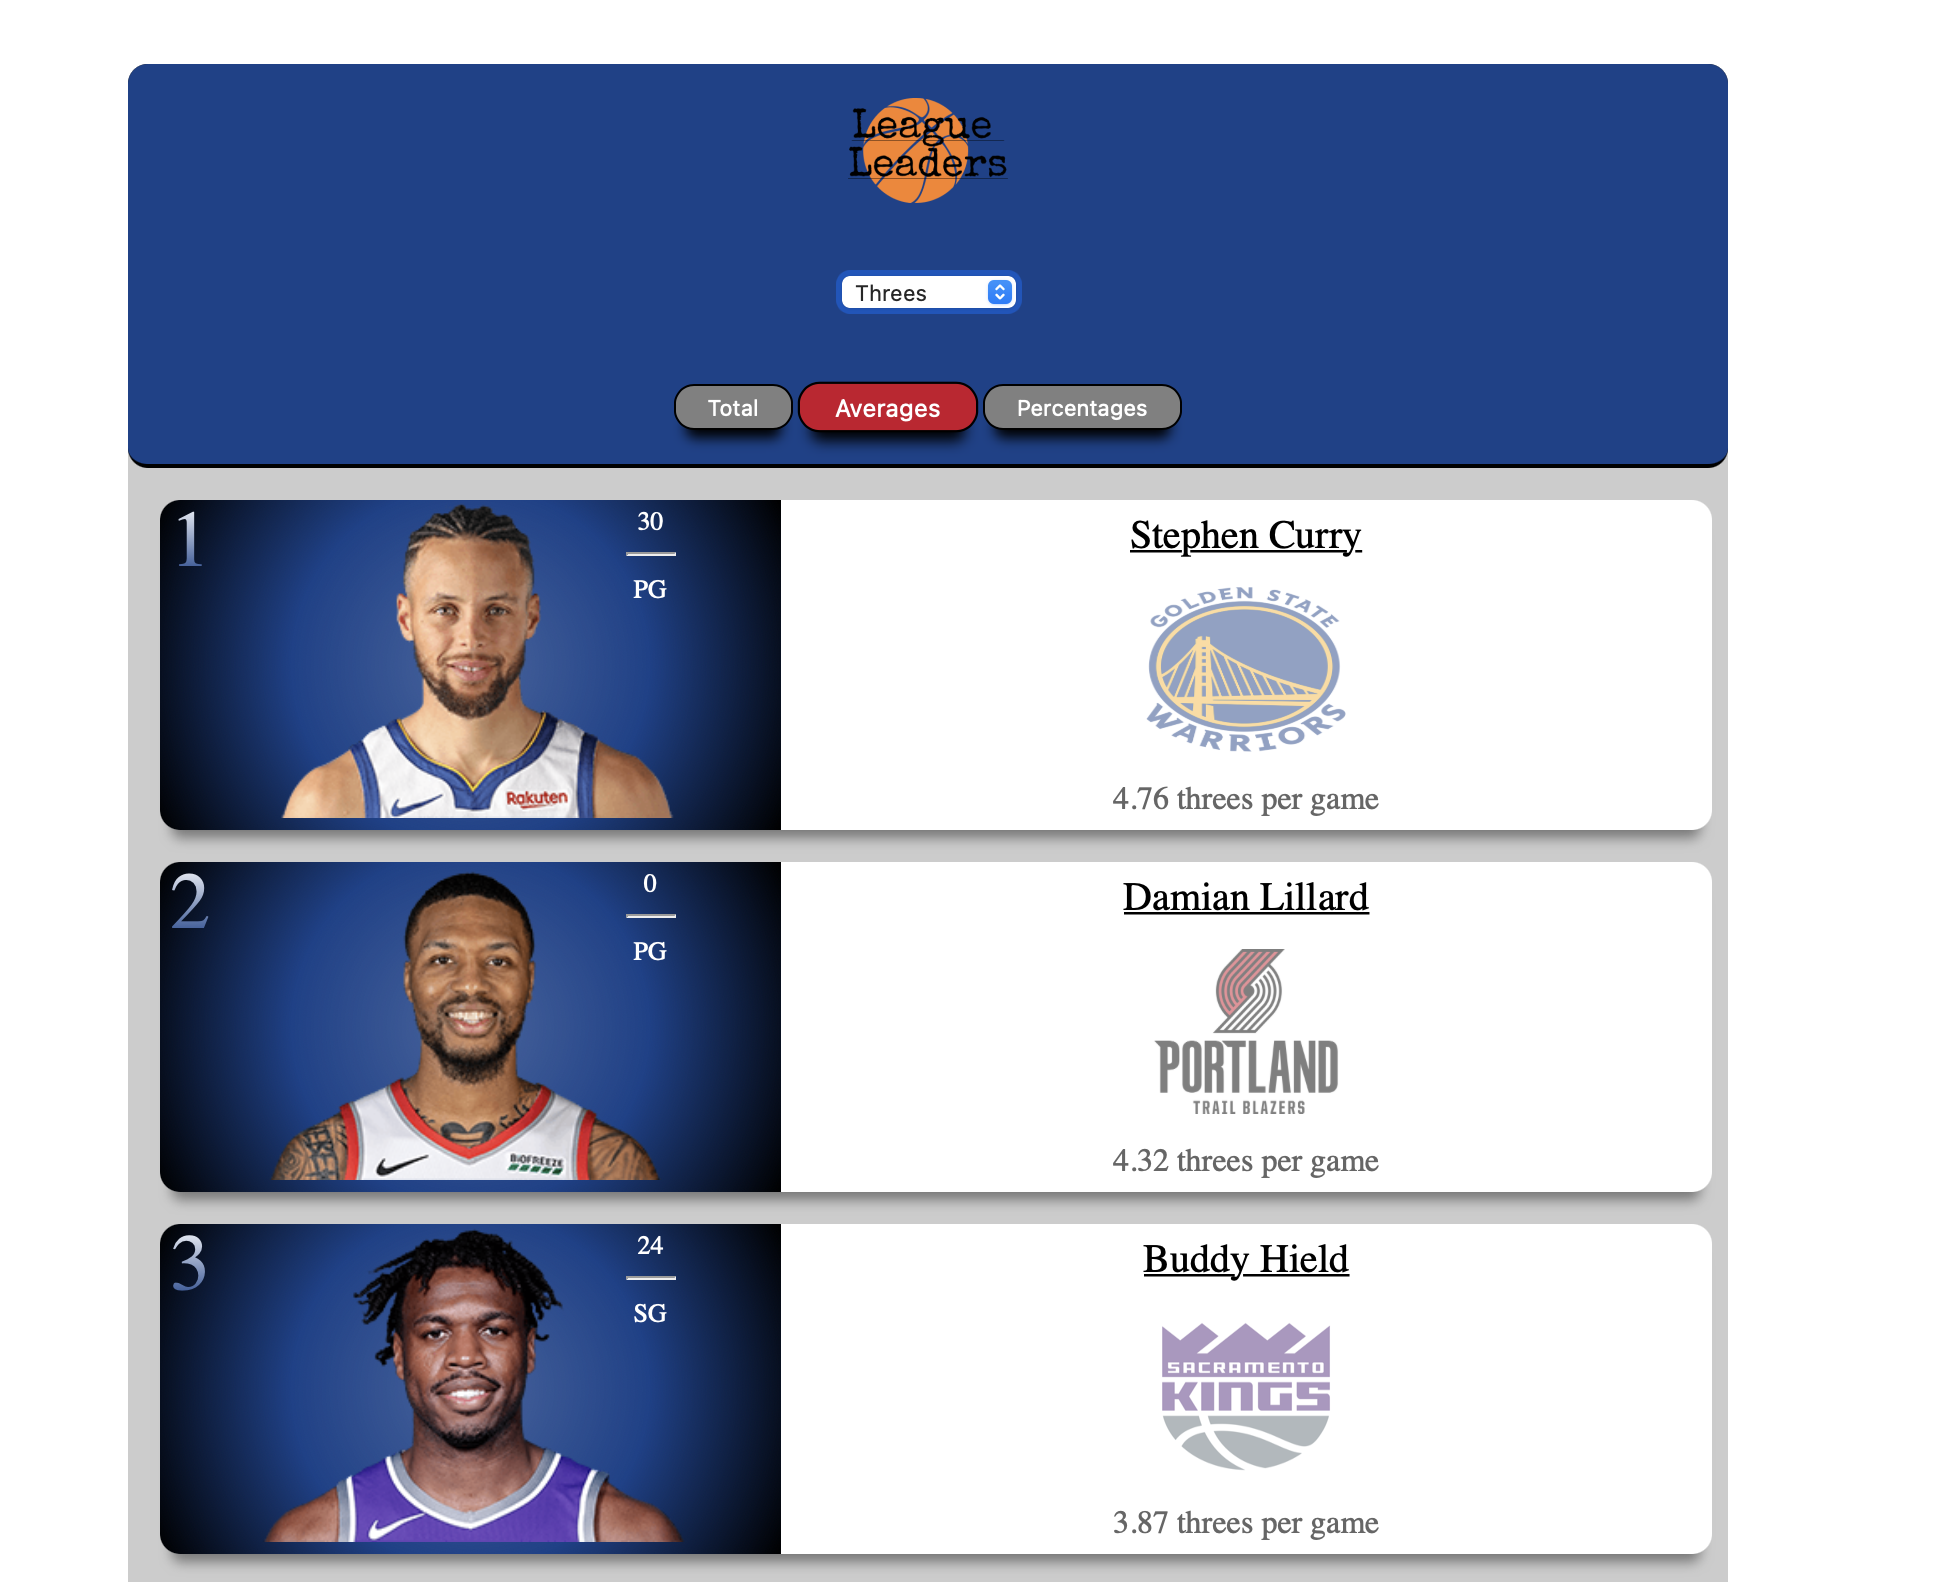 League
Leaders
Threes
Total
Averages
Percentages
1
30
PG
Rakuten
Stephen Curry
GOLDEN STATE
WARRIORS
4.76 threes per game
2
0
PG
BIOFREEZE
Damian Lillard
PORTLAND
TRAIL BLAZERS
4.32 threes per game
3
24
SG
Buddy Hield
SACRAMENTO
KINGS
3.87 threes per game